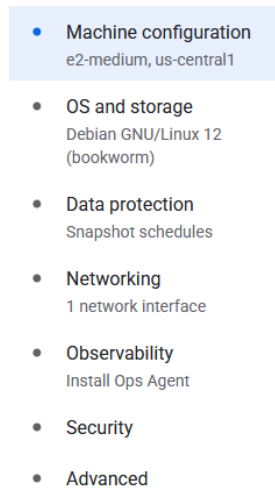 Machine configuration
e2-medium, us-central1
OS and storage
Debian GNU/Linux 12
(bookworm)
Data protection
Snapshot schedules
Networking
1 network interface
Observability
Install Ops Agent
Security
Advanced